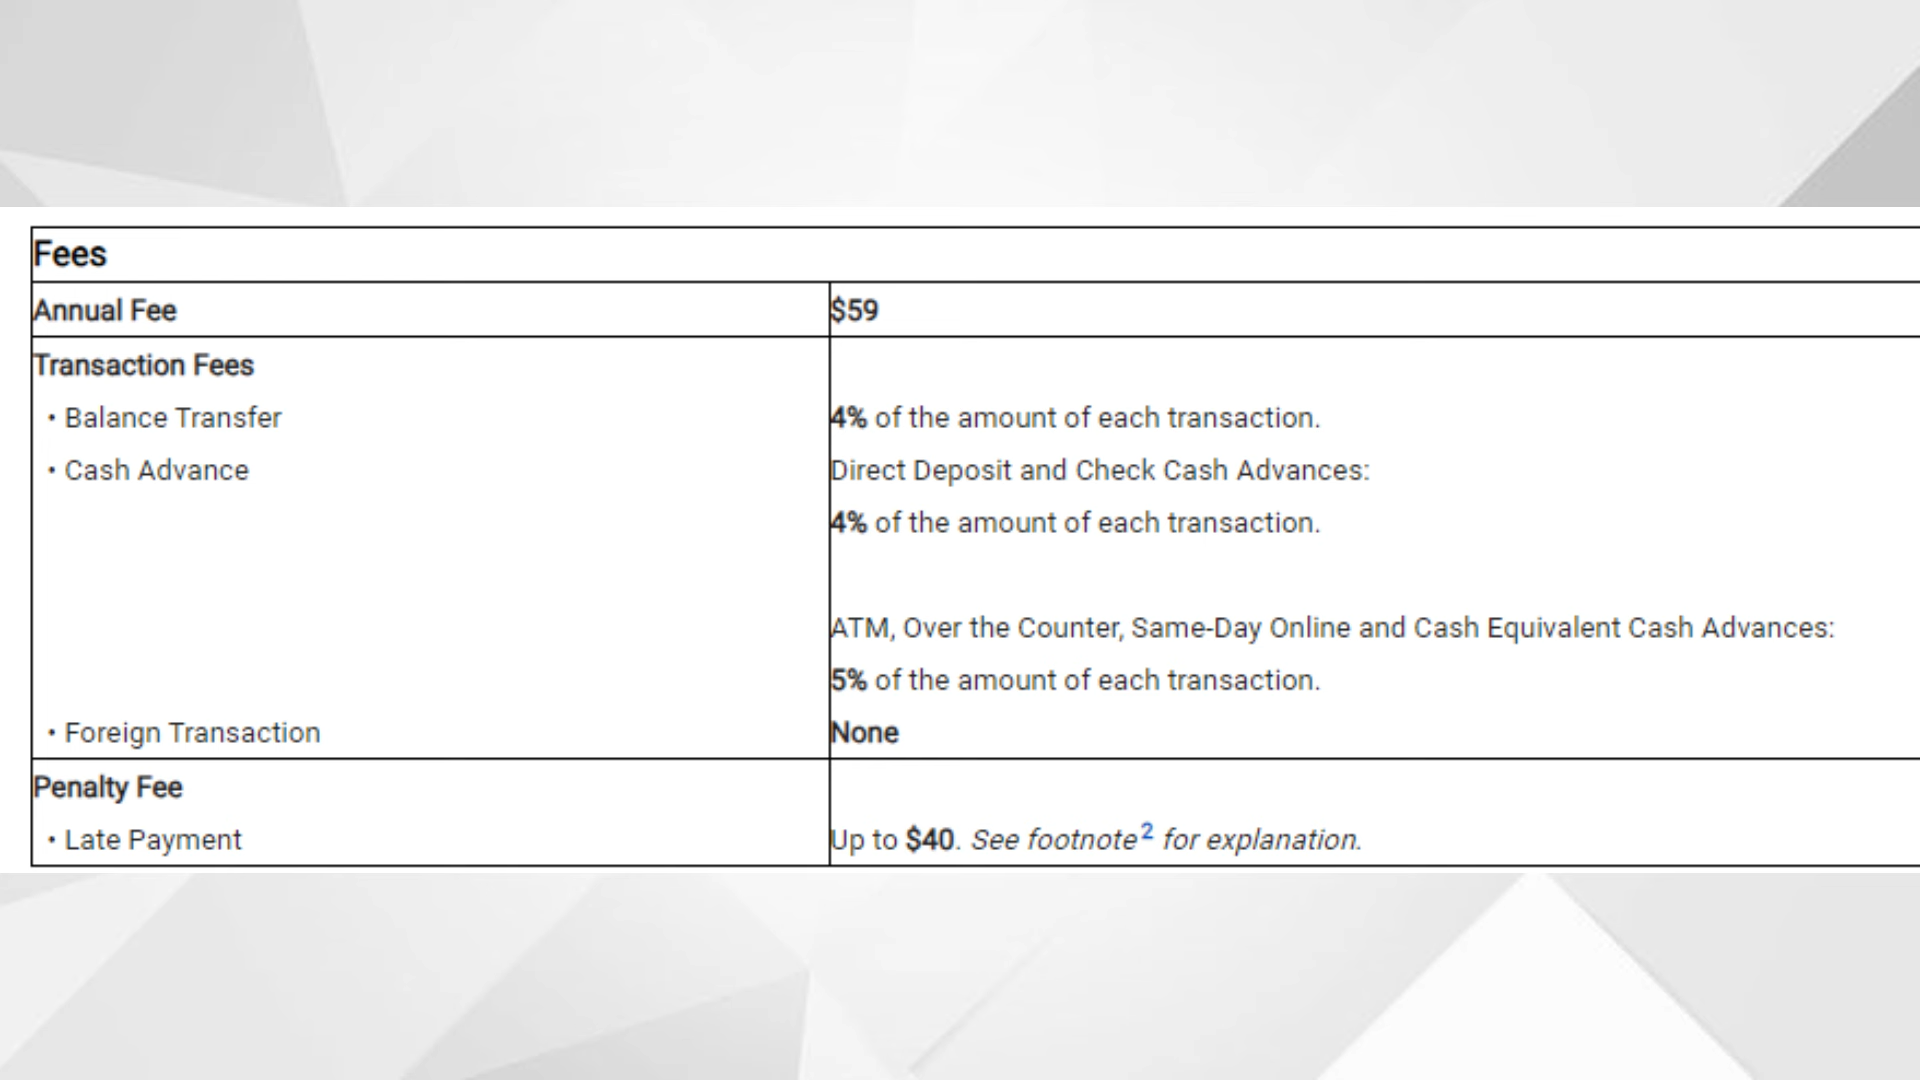 Fees
Annual Fee $59
Transaction Fees
• Balance Transfer 4% of the amount of each transaction.
• Cash Advance Direct Deposit and Check Cash Advances:
4% of the amount of each transaction.
ATM, Over the Counter, Same-Day Online and Cash Equivalent Cash Advances:
5% of the amount of each transaction.
• Foreign Transaction None
Penalty Fee
• Late Payment Up to $40. See footnote2 for explanation.